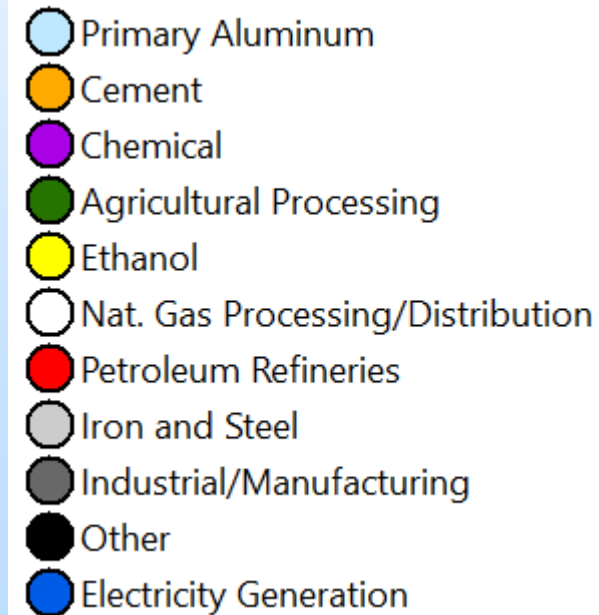 Primary Aluminum
Cement
Chemical
Agricultural Processing
Ethanol
Nat. Gas Processing/Distribution
Petroleum Refineries
Iron and Steel
Industrial/Manufacturing
Other
Electricity Generation